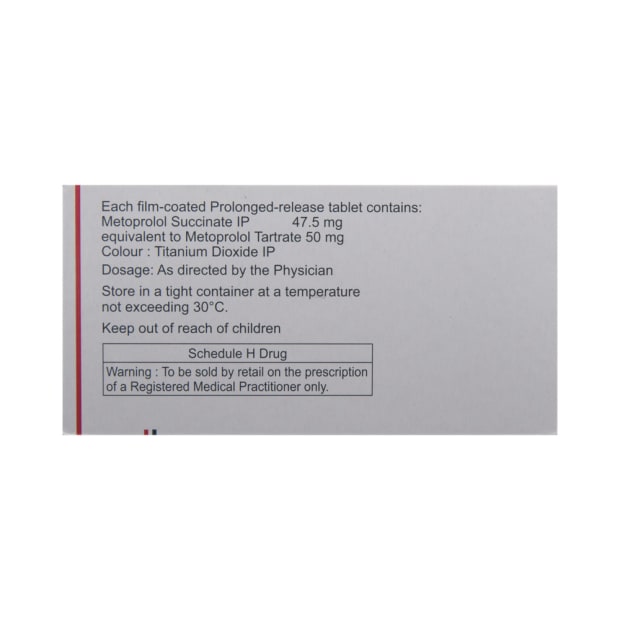 Each film-coated Prolonged-release tablet contains:
Metoprolol Succinate IP 47.5 mg
equivalent to Metoprolol Tartrate 50 mg
Colour : Titanium Dioxide IP
Dosage: As directed by the Physician
Store in a tight container at a temperature
not exceeding 30°C.
Keep out of reach of children
Schedule H Drug
Warning : To be sold by retail on the prescription
of a Registered Medical Practitioner only.